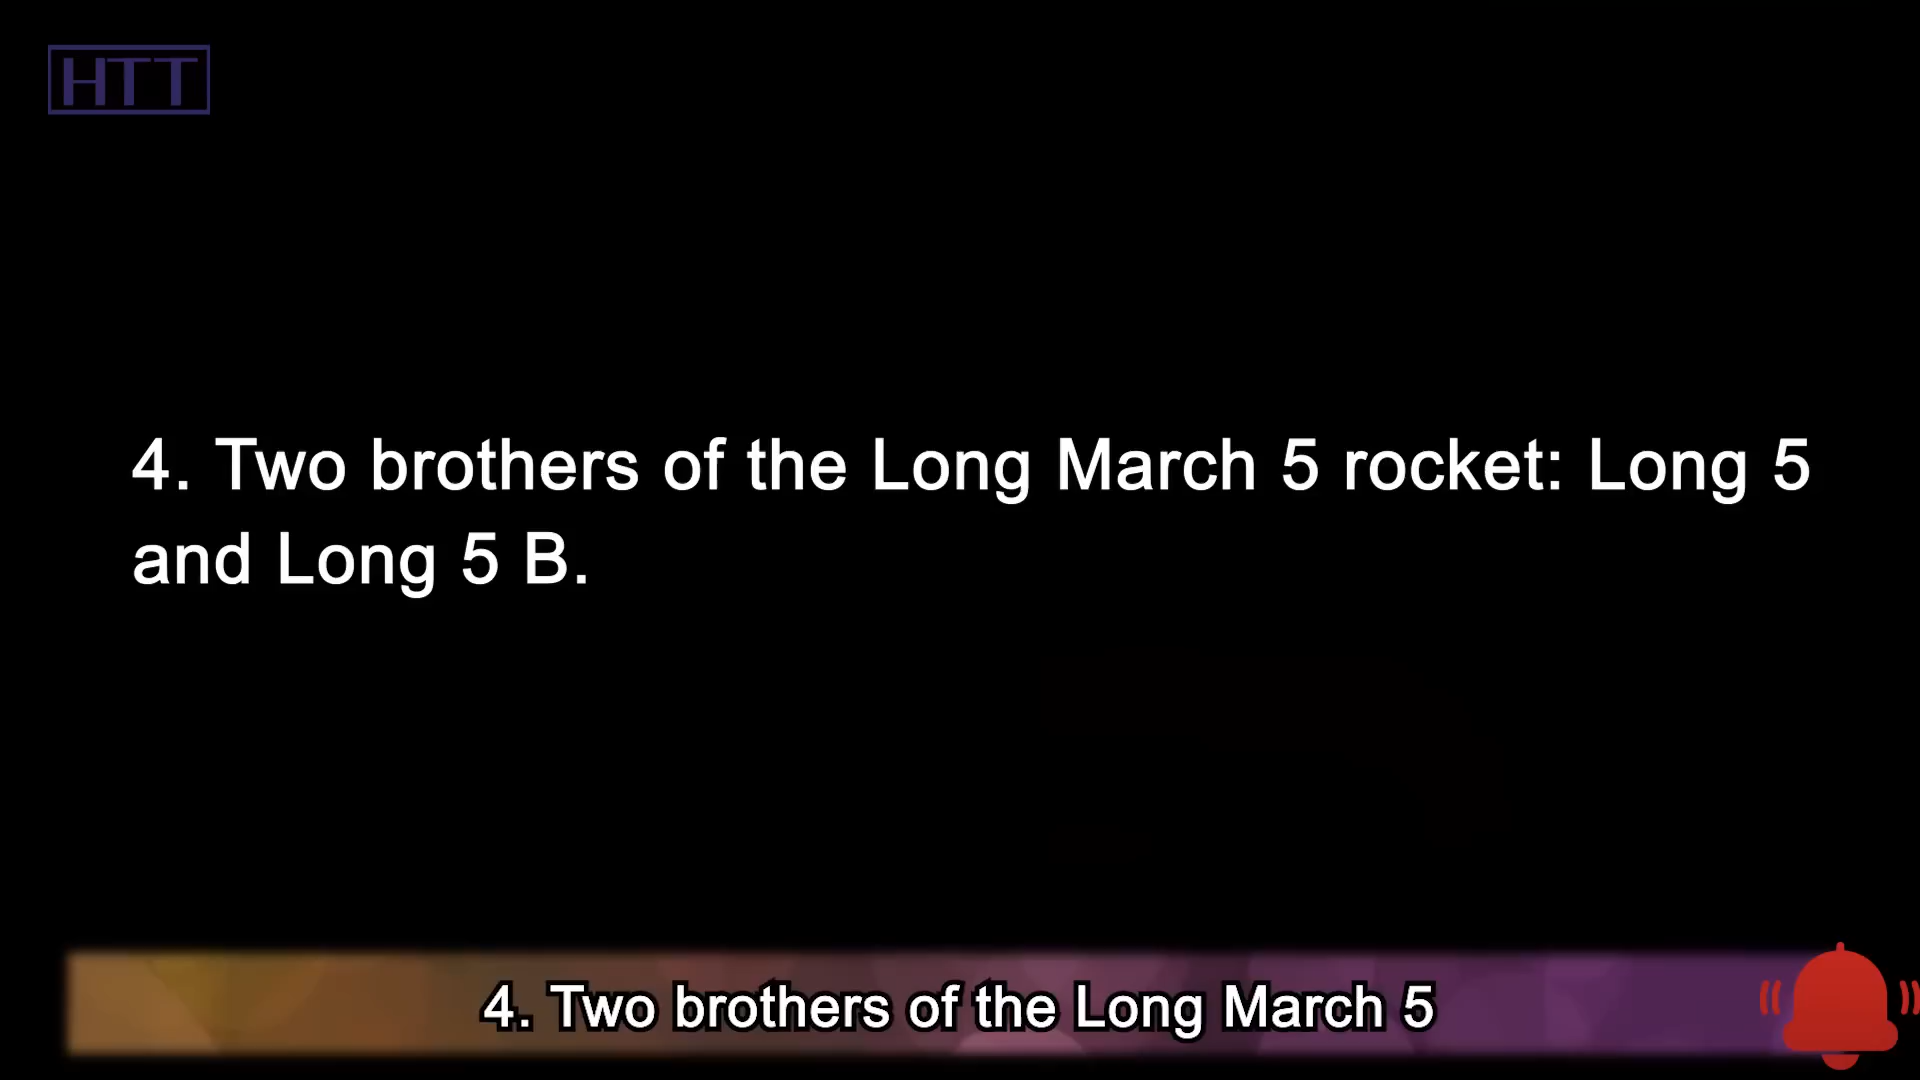 HTT
4. Two brothers of the Long March 5 rocket: Long 5
and Long 5 B.
4. Two brothers of the Long March 5